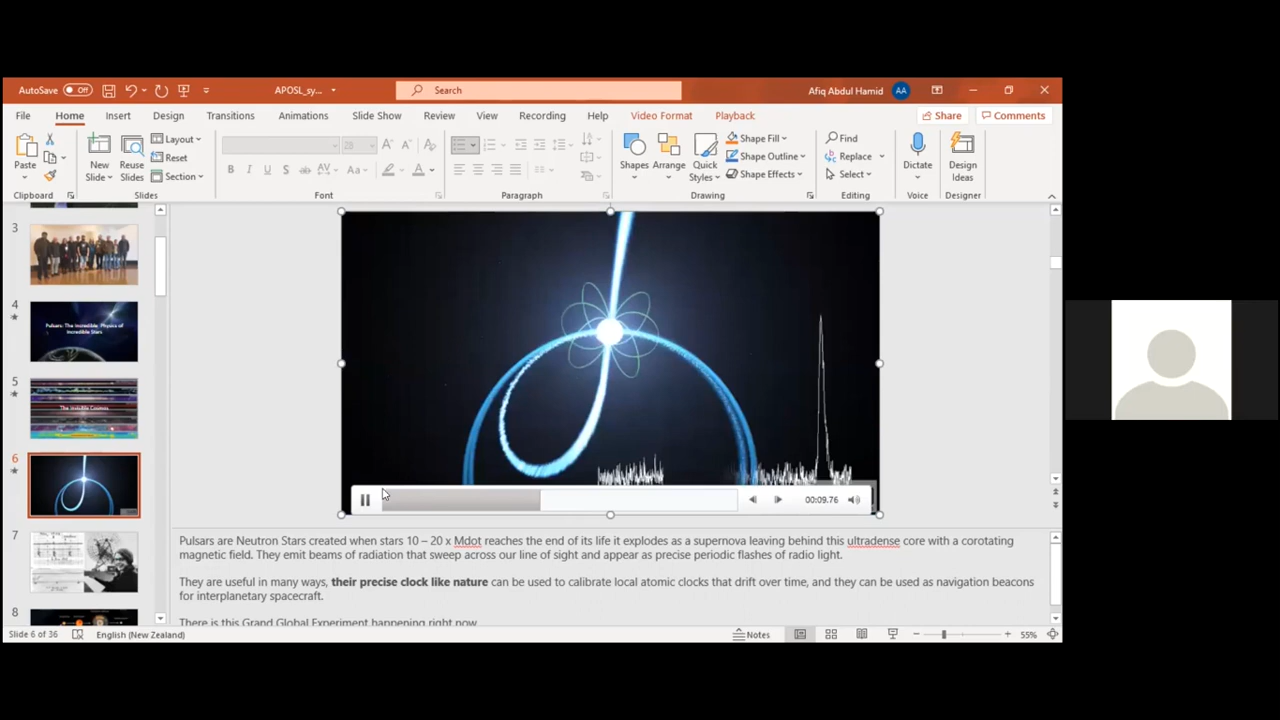 AutoSave Off APOSL_sy... Search Afiq Abdul Hamid AA
File Home Insert Design Transitions Animations Slide Show Review View Recording Help Video Format Playback Share Comments
Paste New Slide Reuse Slides Layout Reset Section 28 B I U S ab AV Aa A Shapes Arrange Quick Styles Shape Fill Shape Outline Shape Effects Find Replace Select Dictate Design Ideas
Clipboard Slides Font Paragraph Drawing Editing Voice Designer
3
4
Pulsars: The Incredible Physics of
Incredible Stars
5
The Invisible Cosmos
6
7
8
00:09.76
Pulsars are Neutron Stars created when stars 10 – 20 x Mdot reaches the end of its life it explodes as a supernova leaving behind this ultradense core with a corotating
magnetic field. They emit beams of radiation that sweep across our line of sight and appear as precise periodic flashes of radio light.
They are useful in many ways, their precise clock like nature can be used to calibrate local atomic clocks that drift over time, and they can be used as navigation beacons
for interplanetary spacecraft.
There is this Grand Global Experiment happening right now
Slide 6 of 36 English (New Zealand) Notes 55%